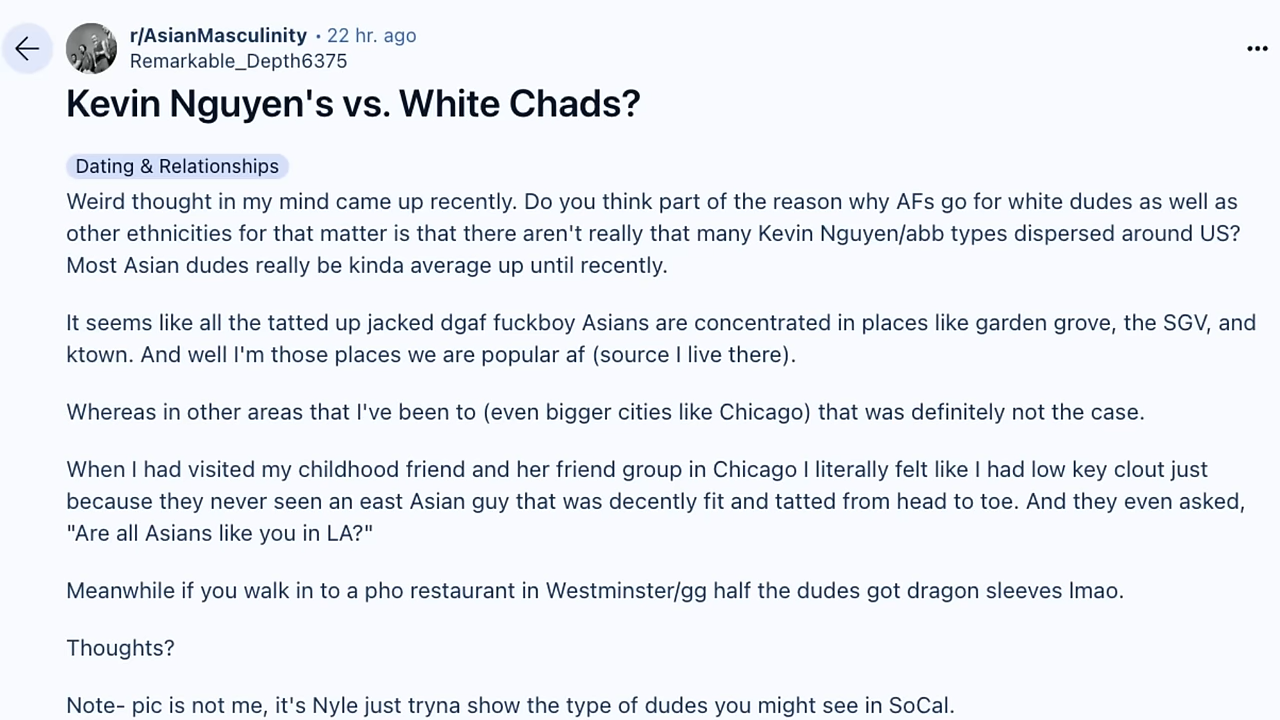 r/AsianMasculinity • 22 hr. ago
Remarkable_Depth6375
Kevin Nguyen's vs. White Chads?
Dating & Relationships
Weird thought in my mind came up recently. Do you think part of the reason why AFs go for white dudes as well as
other ethnicities for that matter is that there aren't really that many Kevin Nguyen/abb types dispersed around US?
Most Asian dudes really be kinda average up until recently.
It seems like all the tatted up jacked dgaf fuckboy Asians are concentrated in places like garden grove, the SGV, and
ktown. And well I'm those places we are popular af (source I live there).
Whereas in other areas that I've been to (even bigger cities like Chicago) that was definitely not the case.
When I had visited my childhood friend and her friend group in Chicago I literally felt like I had low key clout just
because they never seen an east Asian guy that was decently fit and tatted from head to toe. And they even asked,
"Are all Asians like you in LA?"
Meanwhile if you walk in to a pho restaurant in Westminster/gg half the dudes got dragon sleeves lmao.
Thoughts?
Note- pic is not me, it's Nyle just tryna show the type of dudes you might see in SoCal.